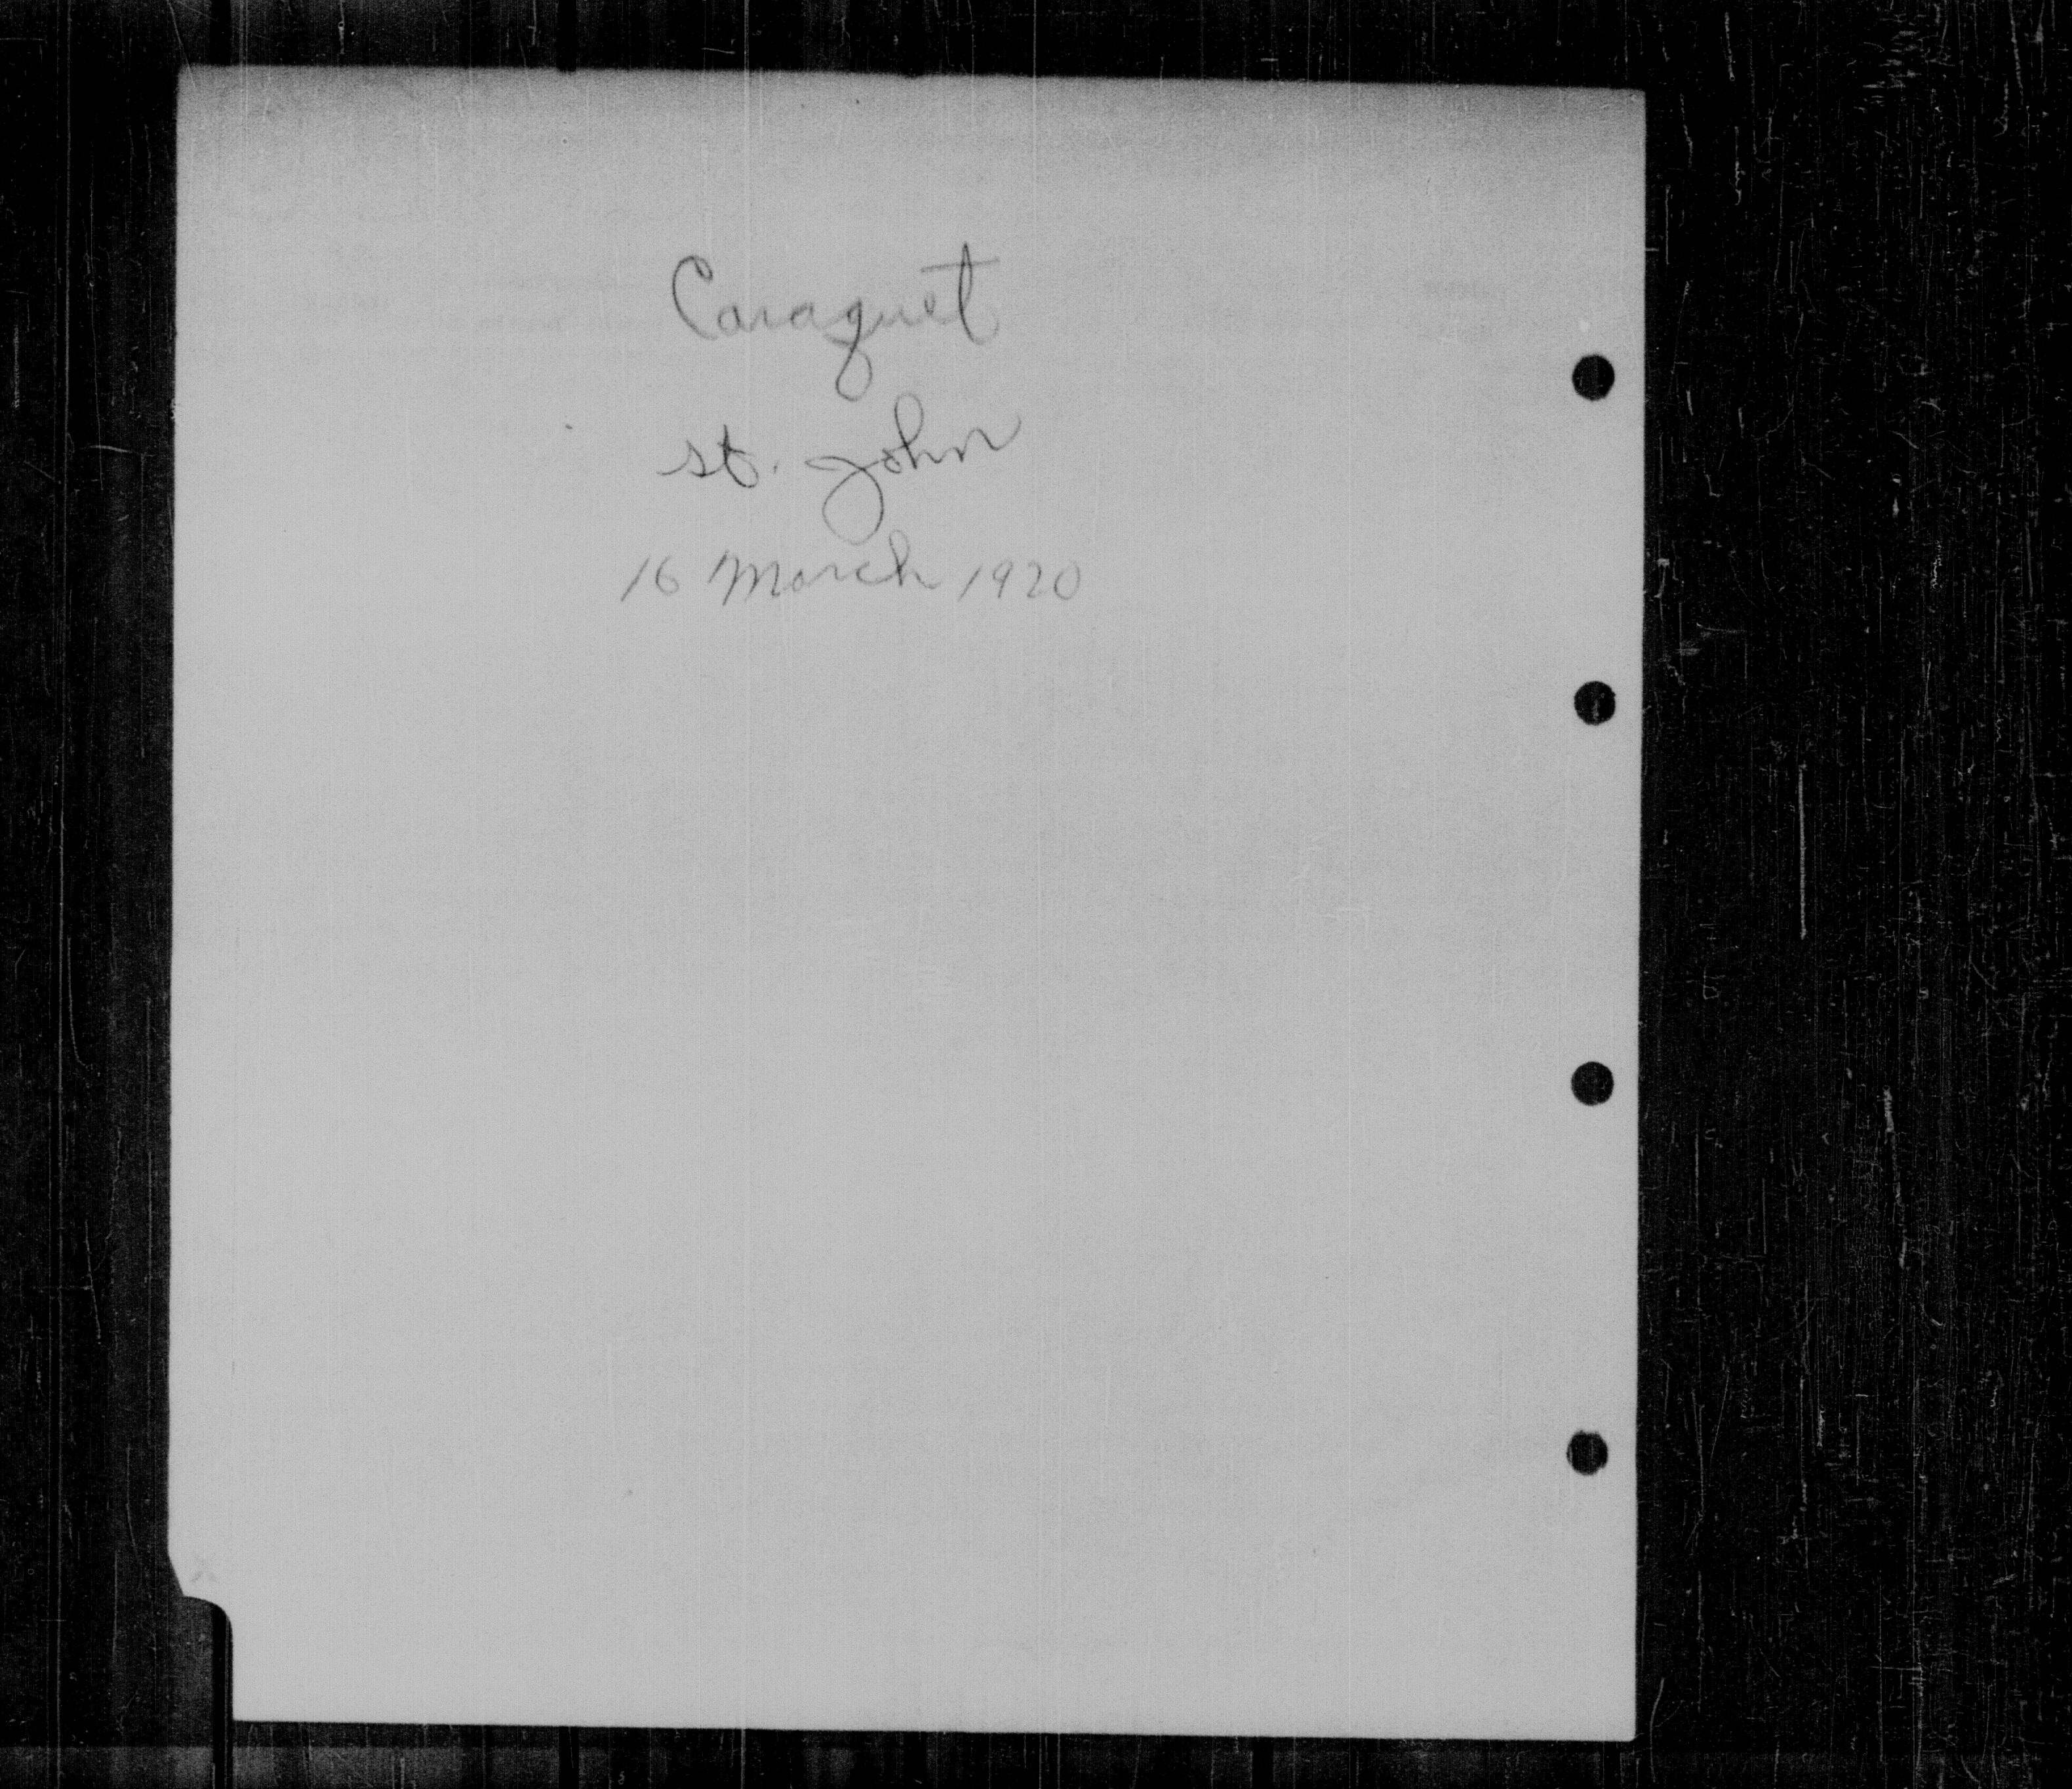 Caraquet
St. John
16 March 1920